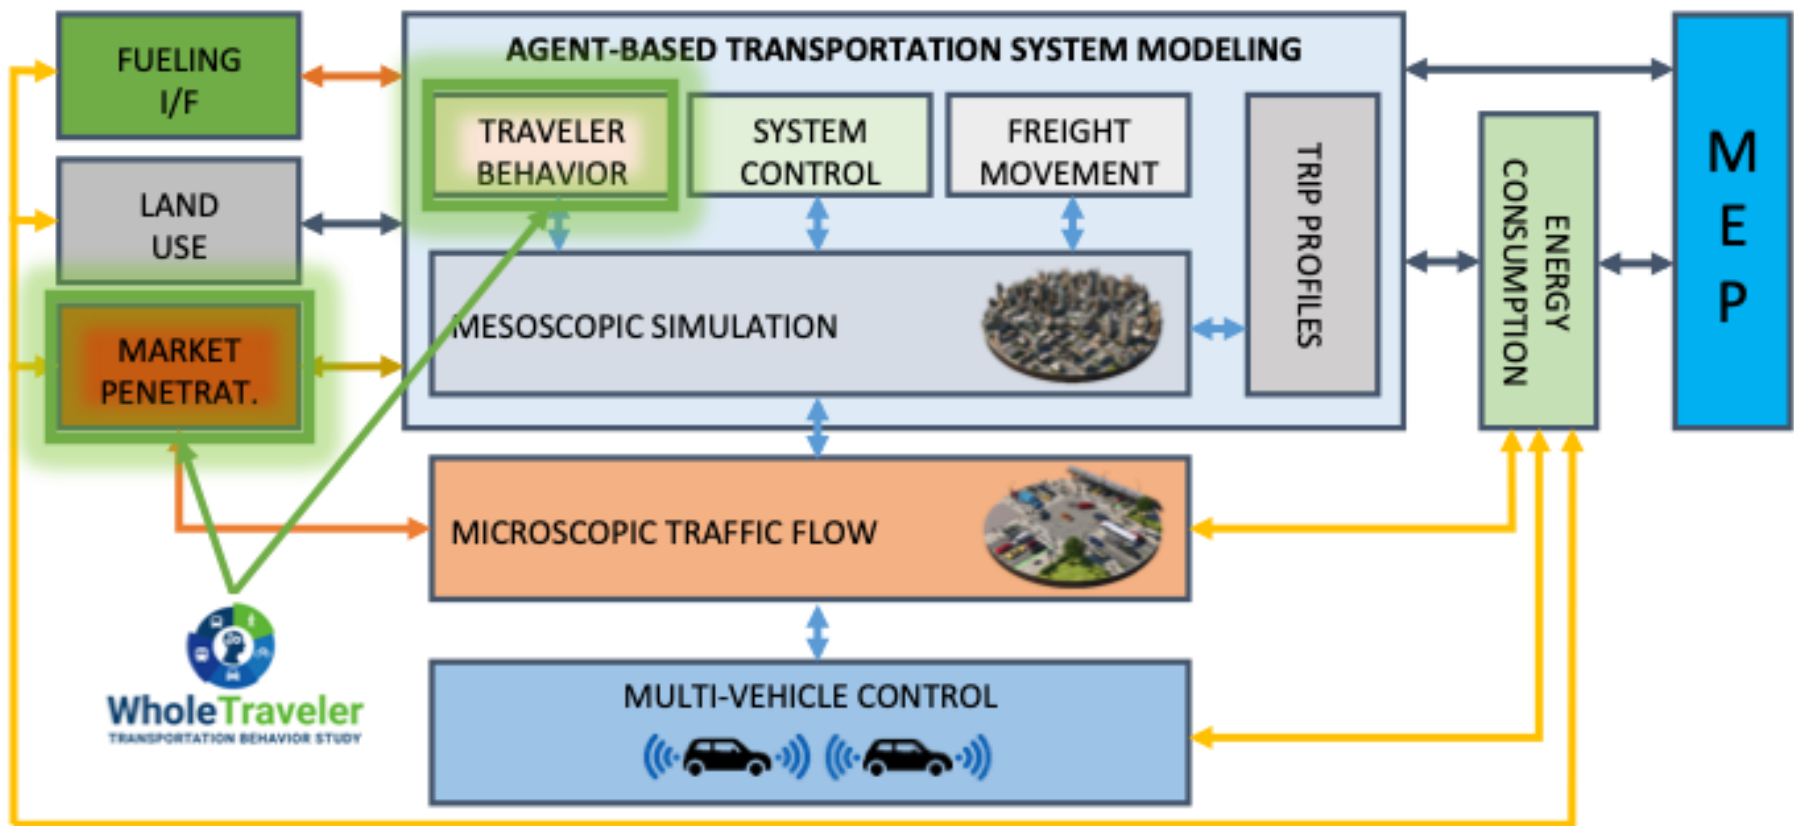 FUELING
I/F
LAND
USE
MARKET
PENETRAT.
AGENT-BASED TRANSPORTATION SYSTEM MODELING
TRAVELER
BEHAVIOR
SYSTEM
CONTROL
FREIGHT
MOVEMENT
TRIP PROFILES
MESOSCOPIC SIMULATION
MICROSCOPIC TRAFFIC FLOW
MULTI-VEHICLE CONTROL
ENERGY
CONSUMPTION
MEP
WholeTraveler
TRANSPORTATION BEHAVIOR STUDY